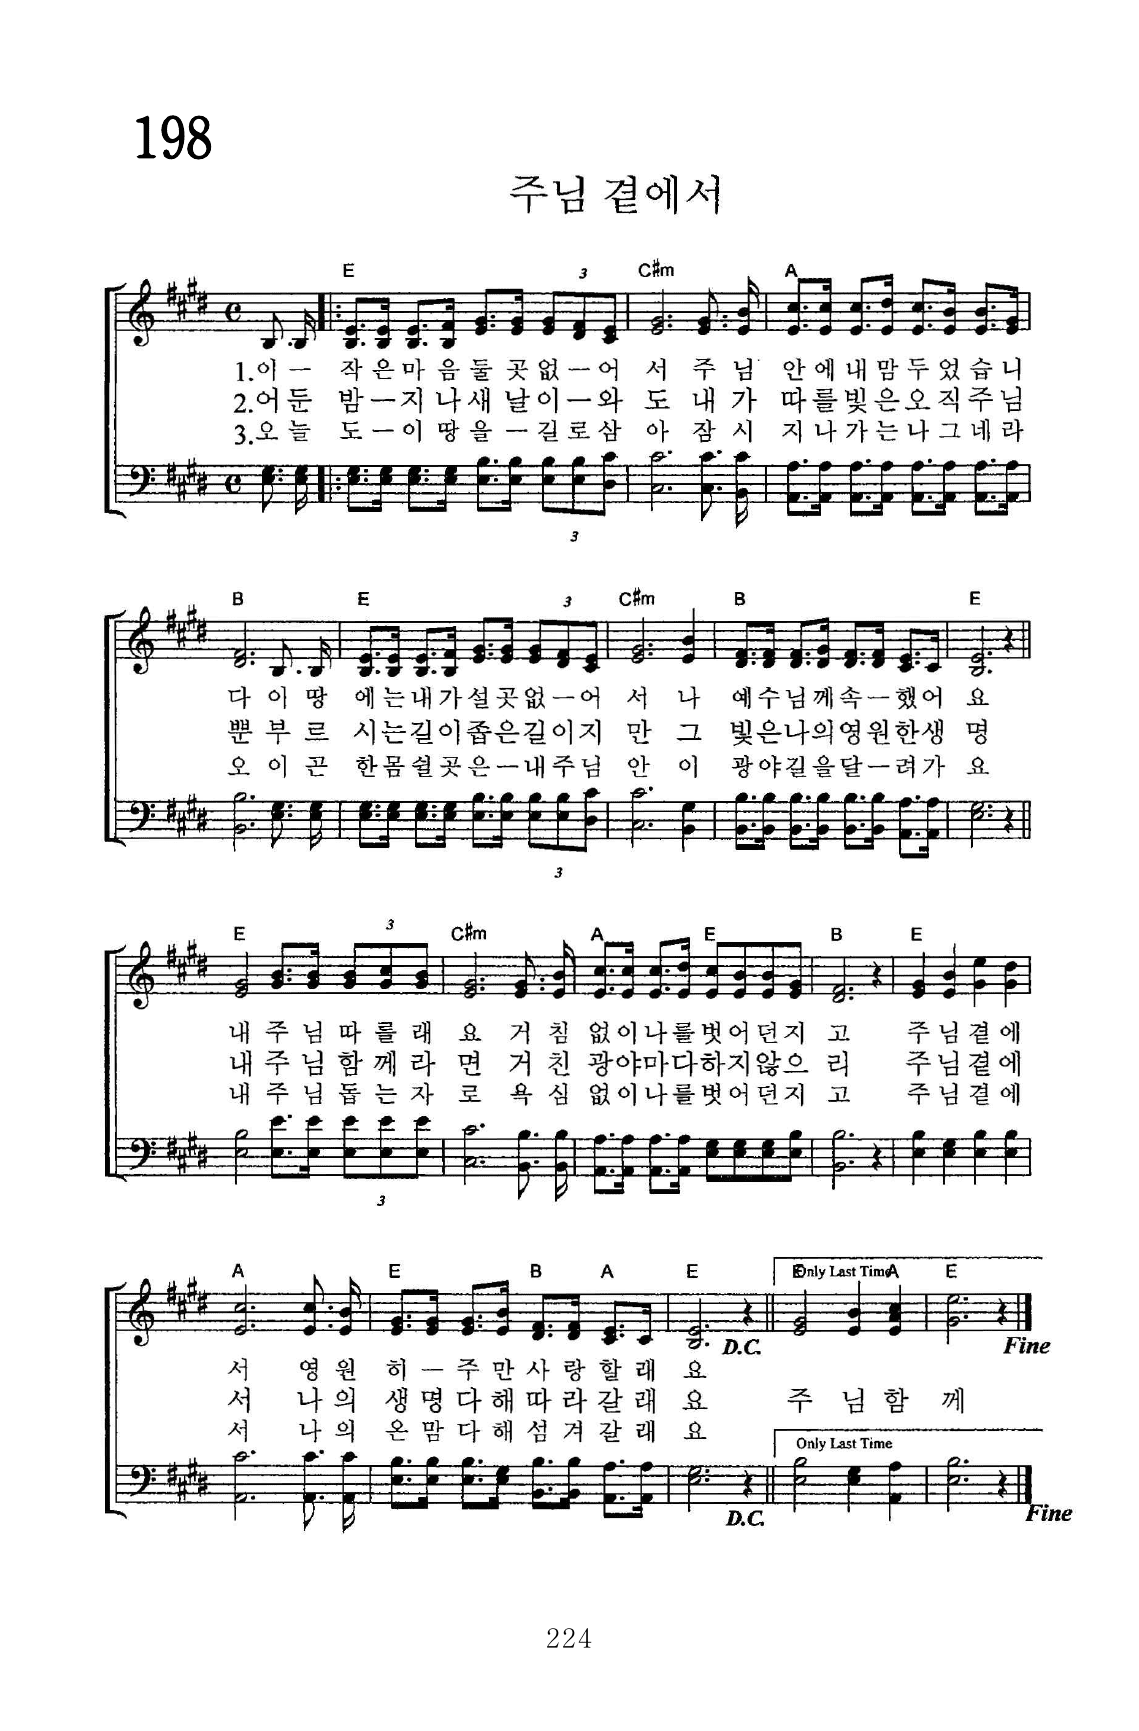 198
주님 곁에서
E 3 C#m A
1.이 ー 작은마 음 둘 곳 없ー어 서 주 님 안에내맘두었습니
2.어둔 밤ー지나새 날 이ー와 도 내 가 따를빛은오직주님
3.오늘 도ー이 땅 을 ー 길로삼 아 잠 시 지나가는나그네라
3
B E 3 C#m B E
다 이 땅 에는내가설곳없ー어 서 나 예수님께속ー했어 요
뿐 부 르 시는길이좁은길이지 만 그 빛은나의영원한생 명
오 이 곤 한몸쉴곳은ー내주님 안 이 광야길을달ー려가 요
3
E 3 C#m A E B E
내 주 님 따 를 래 요 거 침 없이나를벗어던지 고 주님곁에
내 주 님 함 께 라 면 거 친 광야마다하지않으 리 주님곁에
내 주 님 돕 는 자 로 욕 심 없이나를벗어던지 고 주님곁에
3
A E B A E Only Last Time E A E
D.C. Fine
서 영 원 히 ー 주 만 사 랑 할 래 요
서 나 의 생 명 다 해 따 라 갈 래 요 주 님 함 께
서 나 의 온 맘 다 해 섬 겨 갈 래 요
Only Last Time
D.C. Fine
224